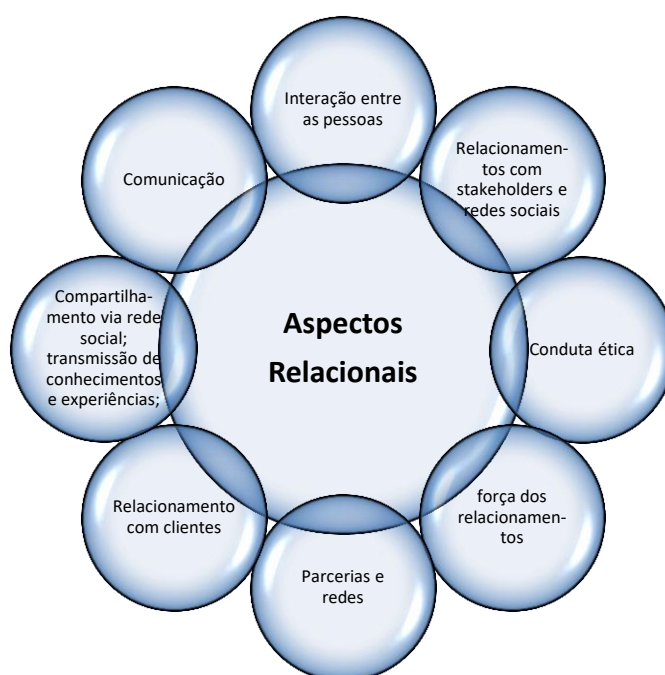 Interação entre
as pessoas
Relacionamen-
tos com
stakeholders e
redes sociais
Conduta ética
força dos
relacionamen-
tos
Parcerias e
redes
Relacionamento
com clientes
Compartilha-
mento via rede
social;
transmissão de
conhecimentos
e experiências;
Comunicação
Aspectos
Relacionais